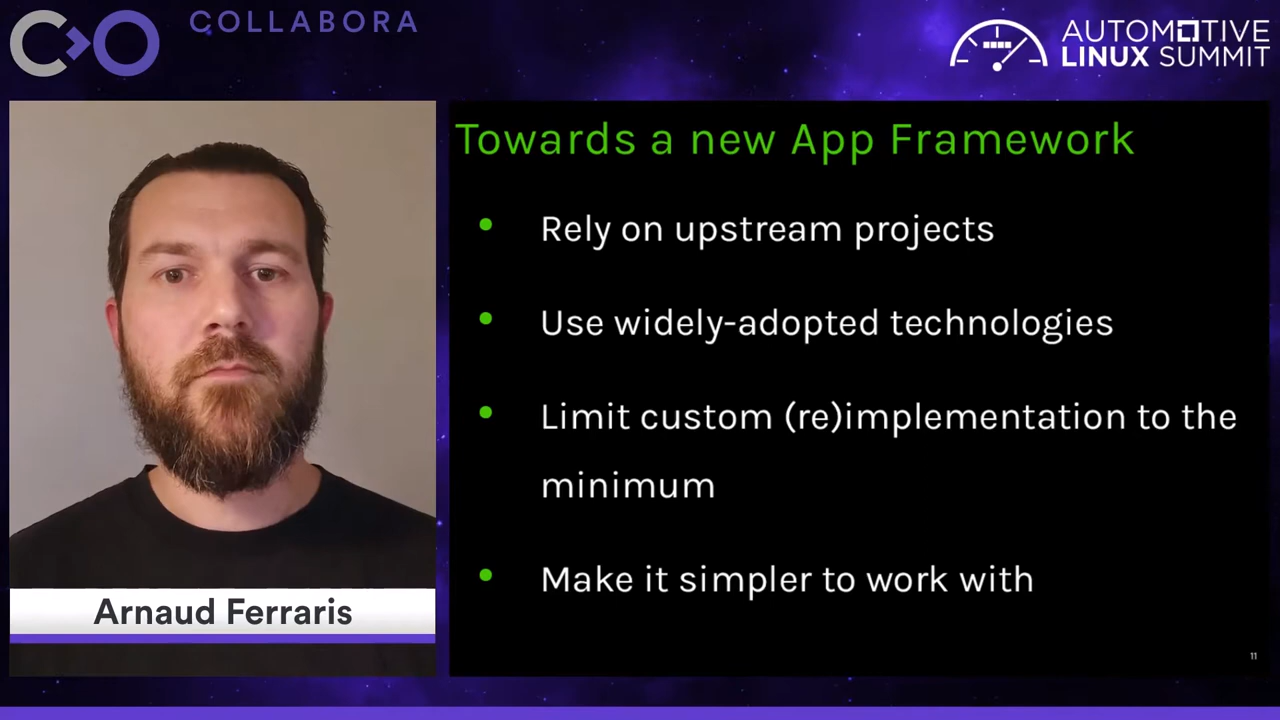 COLLABORA
AUTOMOTIVE
LINUX SUMMIT
Towards a new App Framework
Rely on upstream projects
Use widely-adopted technologies
Limit custom (re)implementation to the
minimum
Make it simpler to work with
Arnaud Ferraris
11